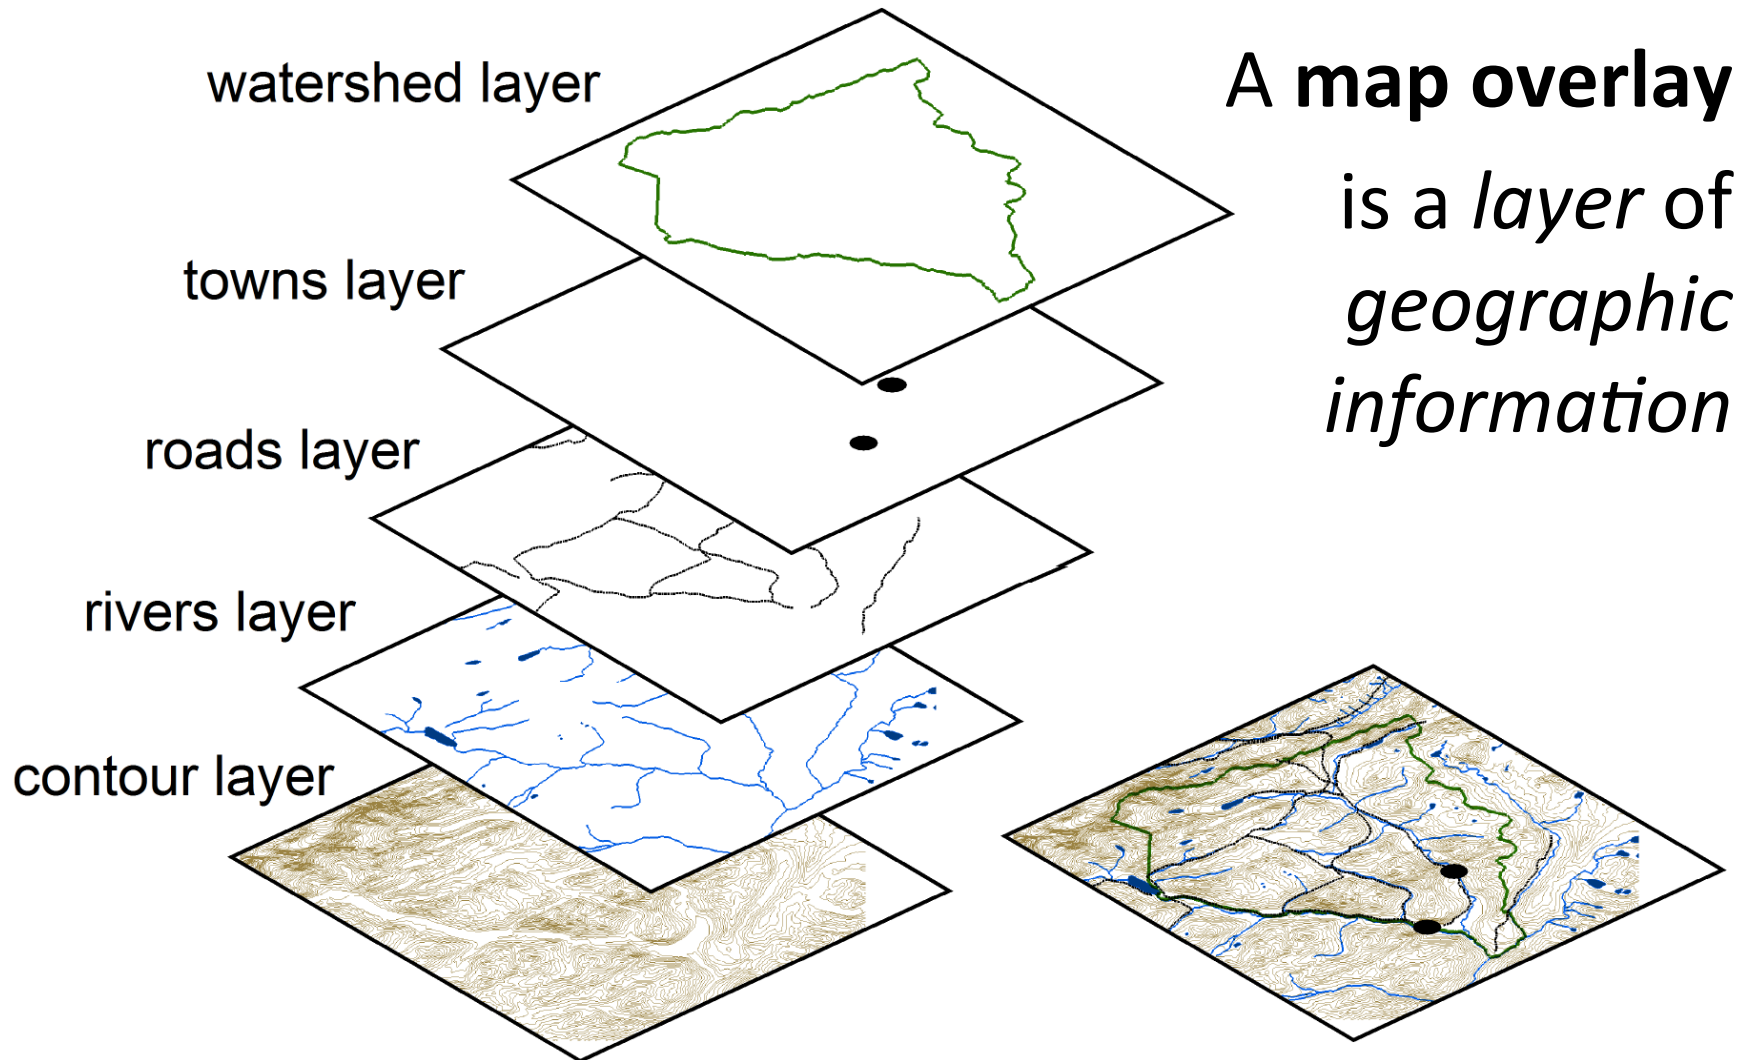 watershed layer
towns layer
roads layer
rivers layer
contour layer
A map overlay
is a layer of
geographic
information